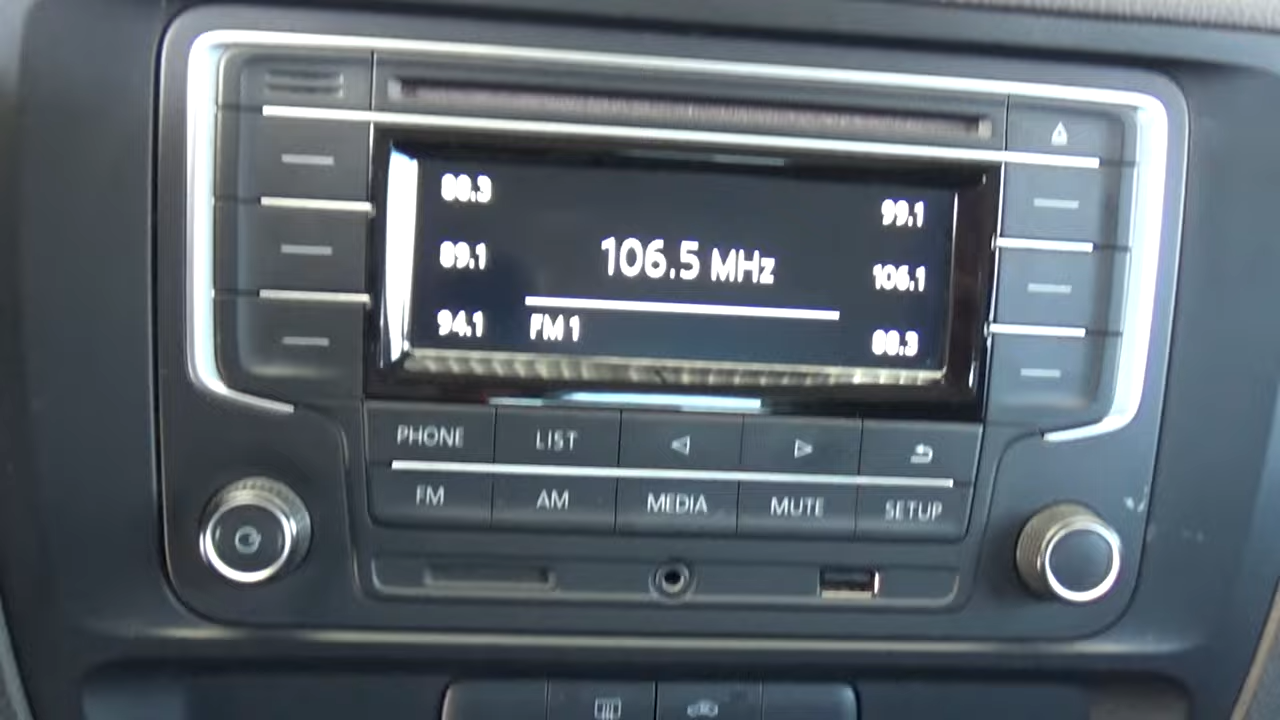 88.3
99.1
106.5 MHz
89.1
106.1
94.1
FM 1
88.3
PHONE
LIST
FM
AM
MEDIA
MUTE
SETUP